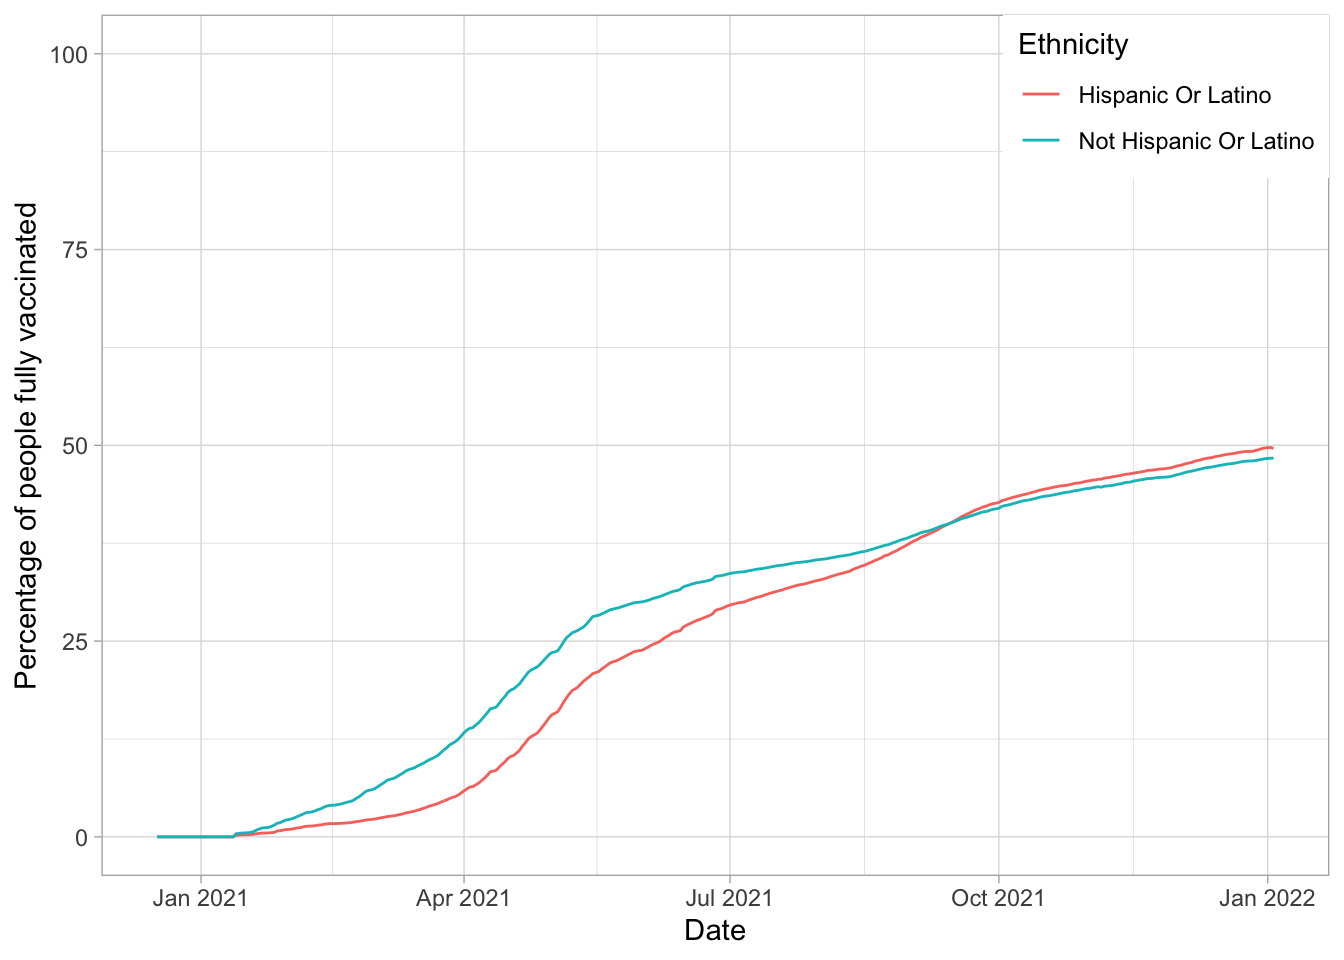 Percentage of people fully vaccinated
100
75
50
25
0
Ethnicity
Hispanic Or Latino
Not Hispanic Or Latino
Jan 2021
Apr 2021
Jul 2021
Oct 2021
Jan 2022
Date